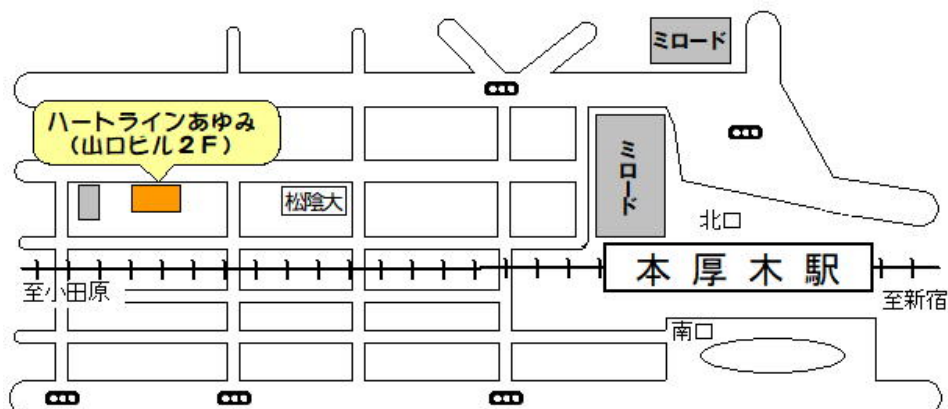 ミロード
ハートラインあゆみ
(山口ビル2F)
ミロード
松陰大
北口
本厚木駅
至小田原
至新宿
南口